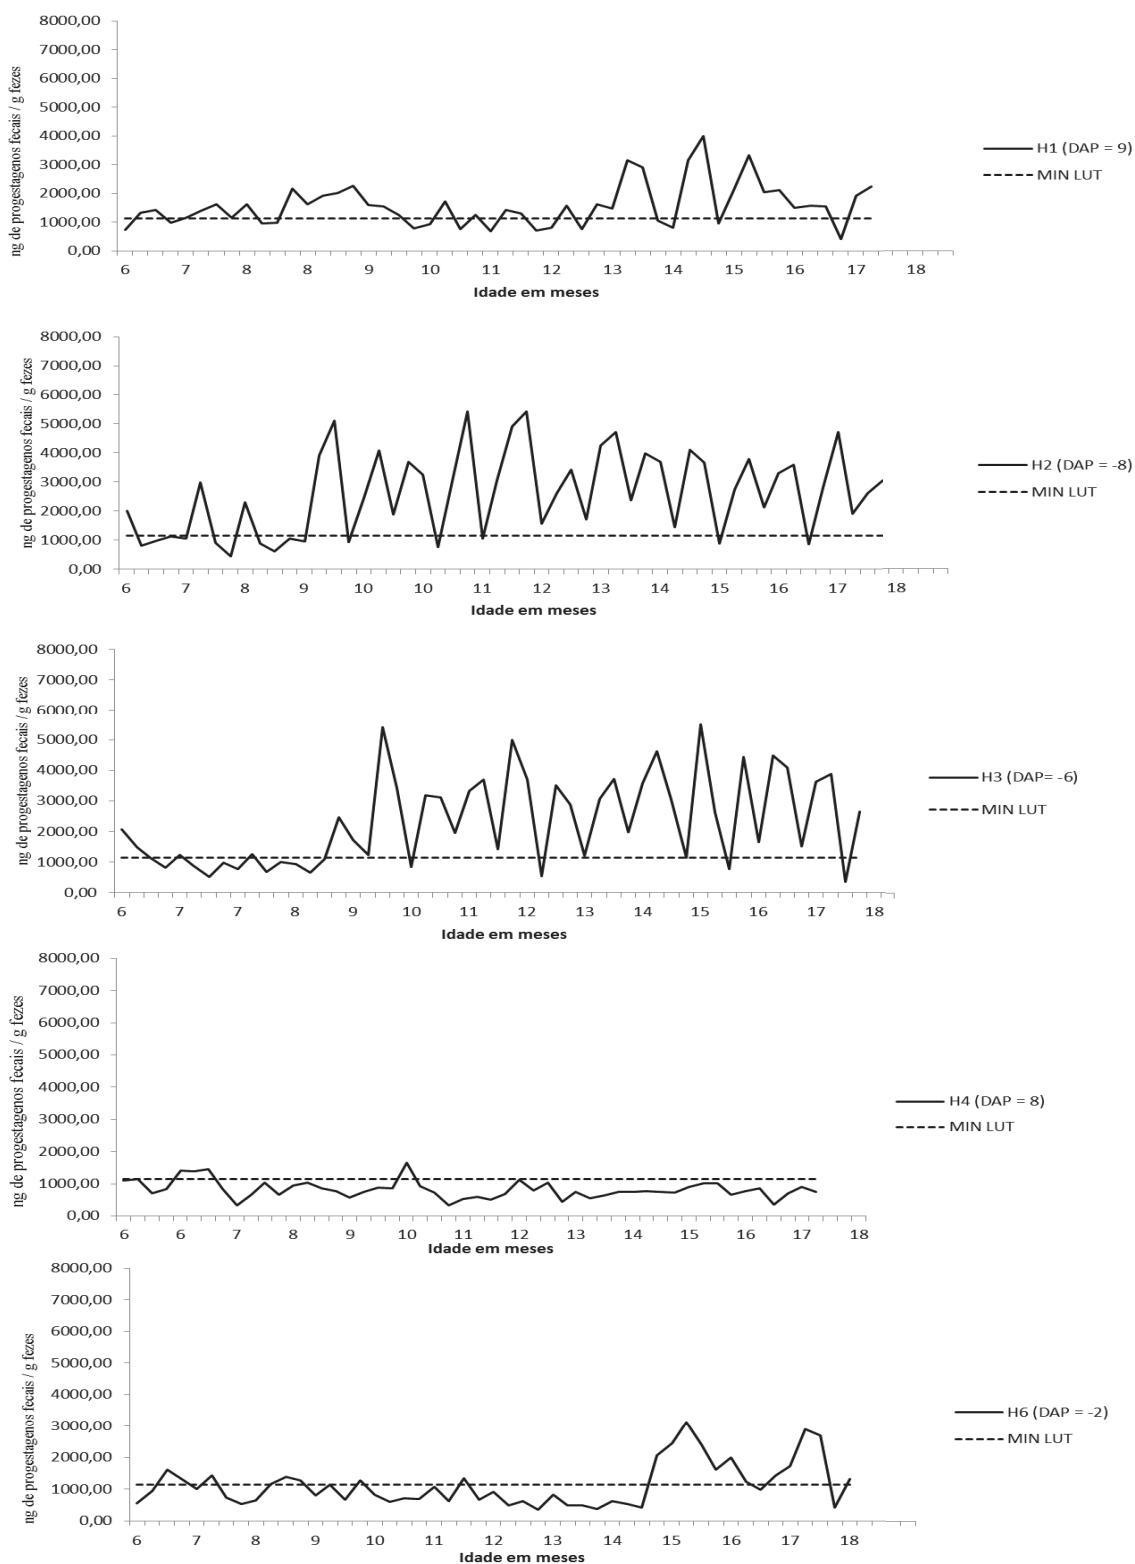 ng de progestagenos fecais / g fezes
8000,00
7000,00
6000,00
5000,00
4000,00
3000,00
2000,00
1000,00
0,00
6 7 8 8 9 10 11 12 13 14 15 16 17 18
Idade em meses
H1 (DAP = 9)
MIN LUT
ng de progestagenos fecais / g fezes
8000,00
7000,00
6000,00
5000,00
4000,00
3000,00
2000,00
1000,00
0,00
6 7 8 9 10 10 11 12 13 14 15 16 17 18
Idade em meses
H2 (DAP = -8)
MIN LUT
ng de progestagenos fecais / g fezes
8000,00
7000,00
6000,00
5000,00
4000,00
3000,00
2000,00
1000,00
0,00
6 7 7 8 9 10 11 12 13 14 15 16 17 18
Idade em meses
H3 (DAP= -6)
MIN LUT
ng de progestagenos fecais / g fezes
8000,00
7000,00
6000,00
5000,00
4000,00
3000,00
2000,00
1000,00
0,00
6 6 7 8 9 10 11 12 13 14 15 16 17 18
Idade em meses
H4 (DAP = 8)
MIN LUT
ng de progestagenos fecais / g fezes
8000,00
7000,00
6000,00
5000,00
4000,00
3000,00
2000,00
1000,00
0,00
6 7 8 9 10 11 12 13 14 15 16 17 18
Idade em meses
H6 (DAP = -2)
MIN LUT